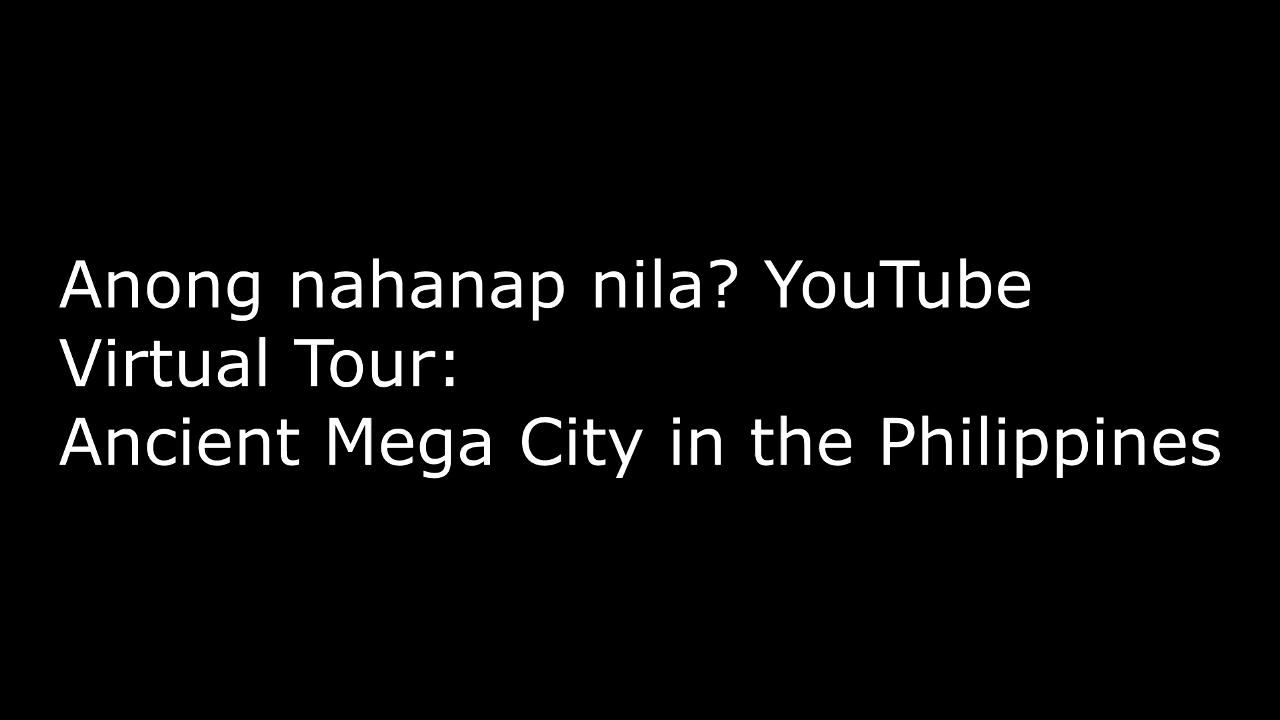 Anong nahanap nila? YouTube
Virtual Tour:
Ancient Mega City in the Philippines